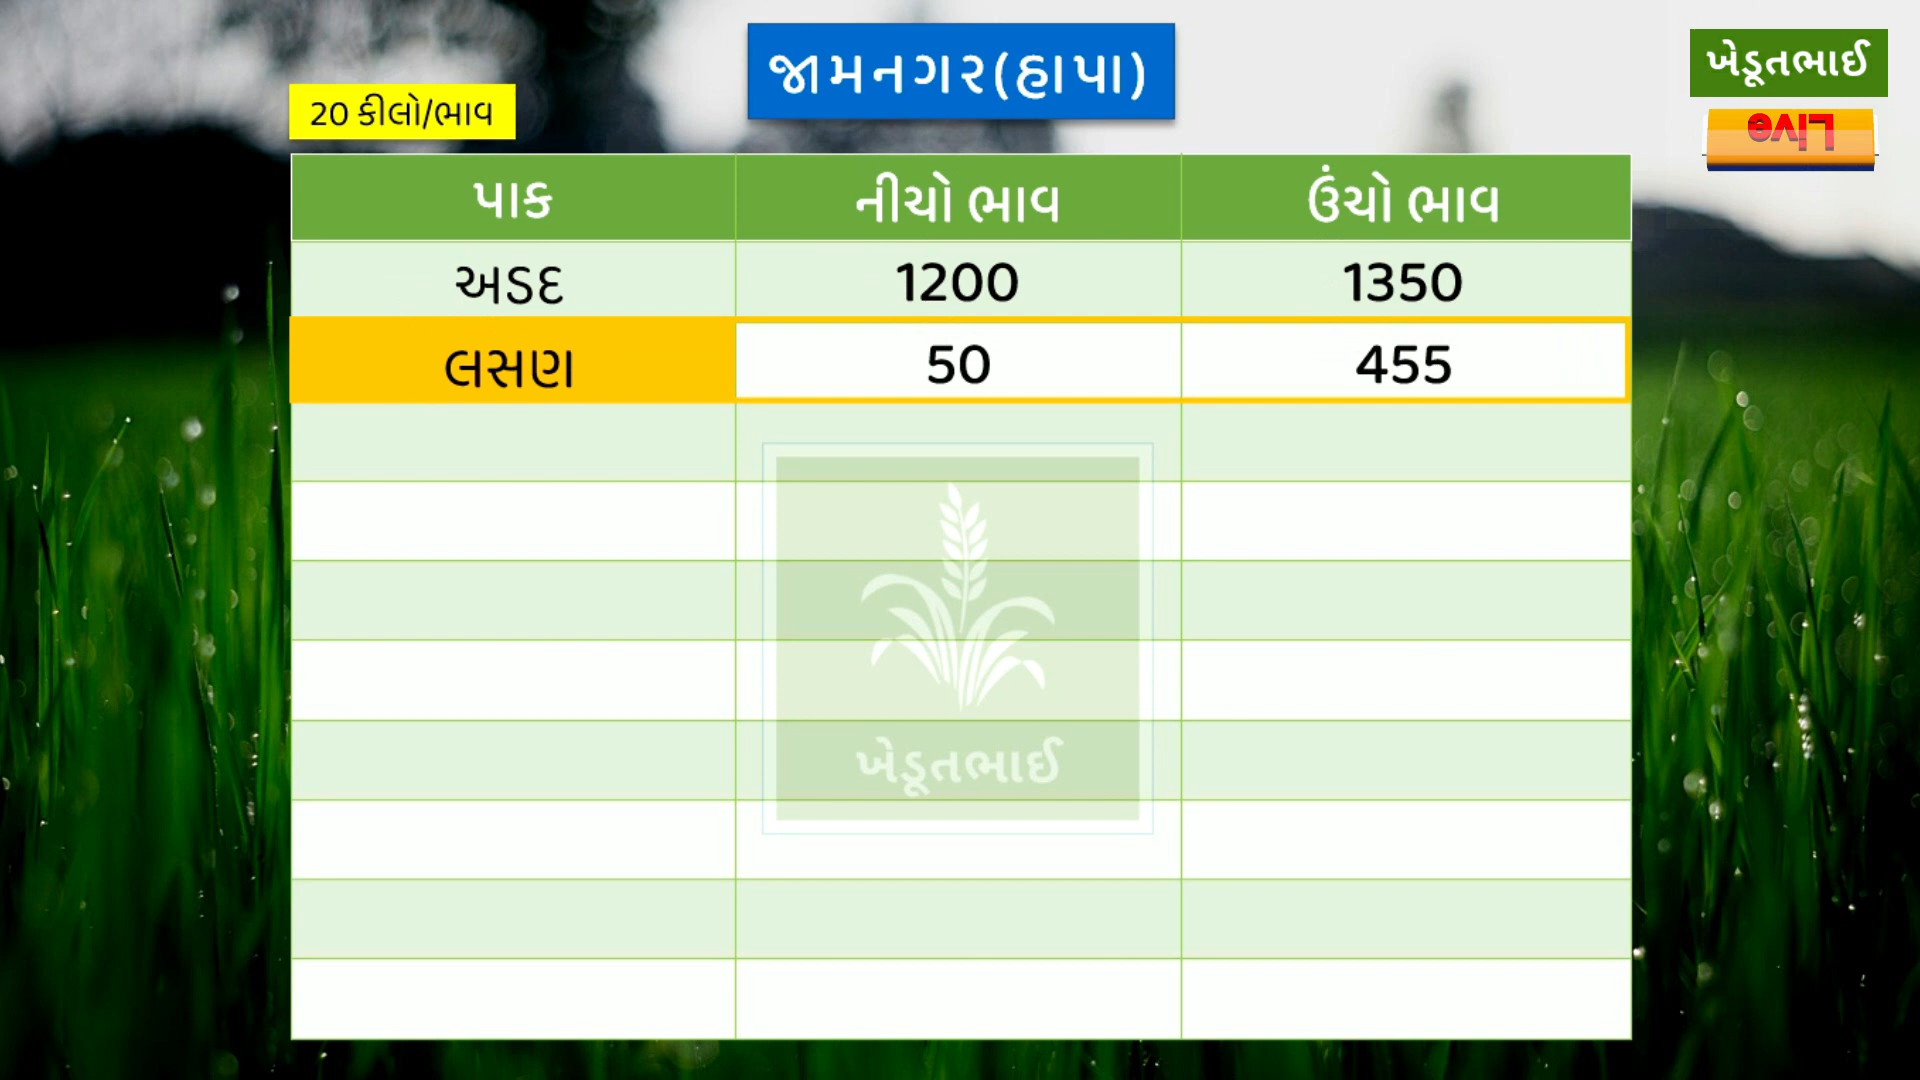 જામનગર(હાપા)
ખેડૂતભાઈ
Live
20 કીલો/ભાવ
પાક નીચો ભાવ ઉંચો ભાવ
અડદ 1200 1350
લસણ 50 455
ખેડૂતભાઈ